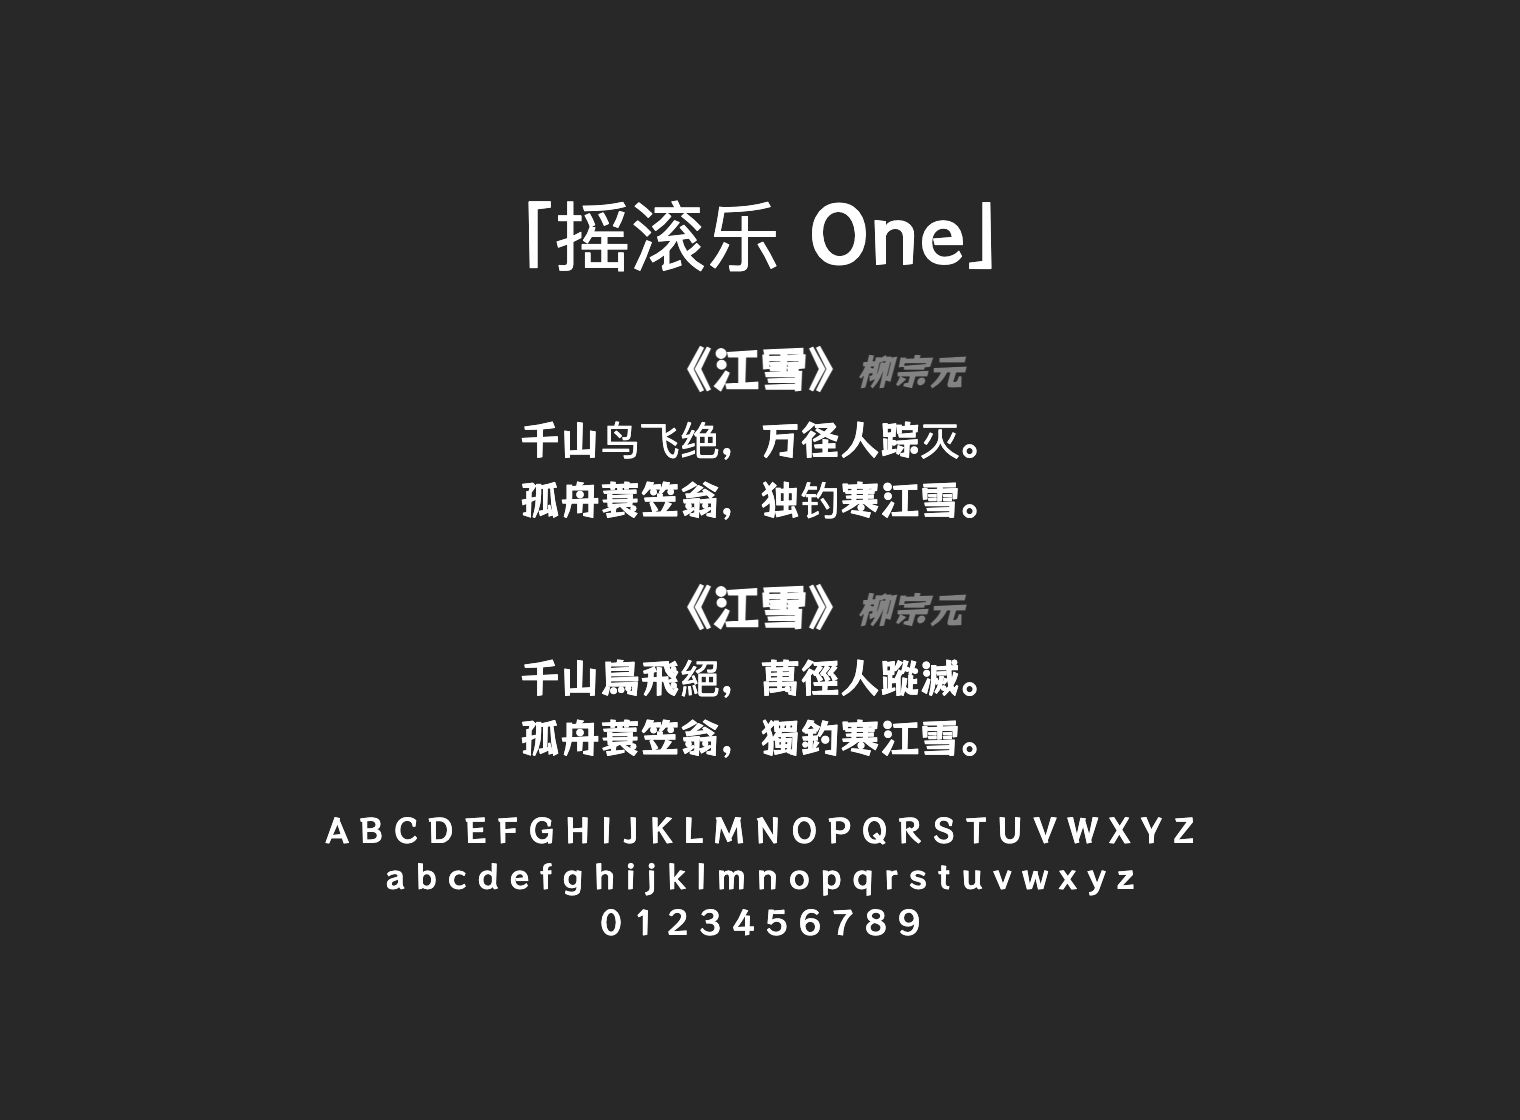 「摇滚乐 One」
《江雪》 柳宗元
千山鸟飞绝，万径人踪灭。
孤舟蓑笠翁，独钓寒江雪。
《江雪》 柳宗元
千山鳥飛絕，萬徑人蹤滅。
孤舟蓑笠翁，獨釣寒江雪。
A B C D E F G H I J K L M N O P Q R S T U V W X Y Z
a b c d e f g h i j k l m n o p q r s t u v w x y z
0 1 2 3 4 5 6 7 8 9